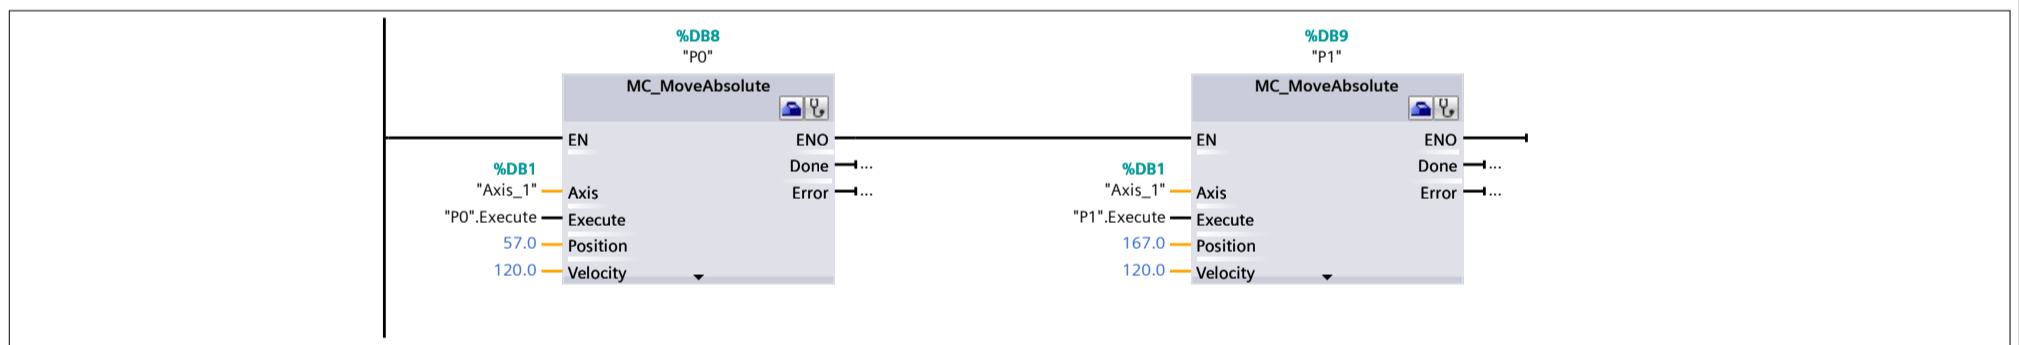 %DB8
"P0"
MC_MoveAbsolute
EN
ENO
Done
...
%DB1
"Axis_1"
Axis
Error
...
"P0".Execute
Execute
57.0
Position
120.0
Velocity
%DB9
"P1"
MC_MoveAbsolute
EN
ENO
Done
...
%DB1
"Axis_1"
Axis
Error
...
"P1".Execute
Execute
167.0
Position
120.0
Velocity